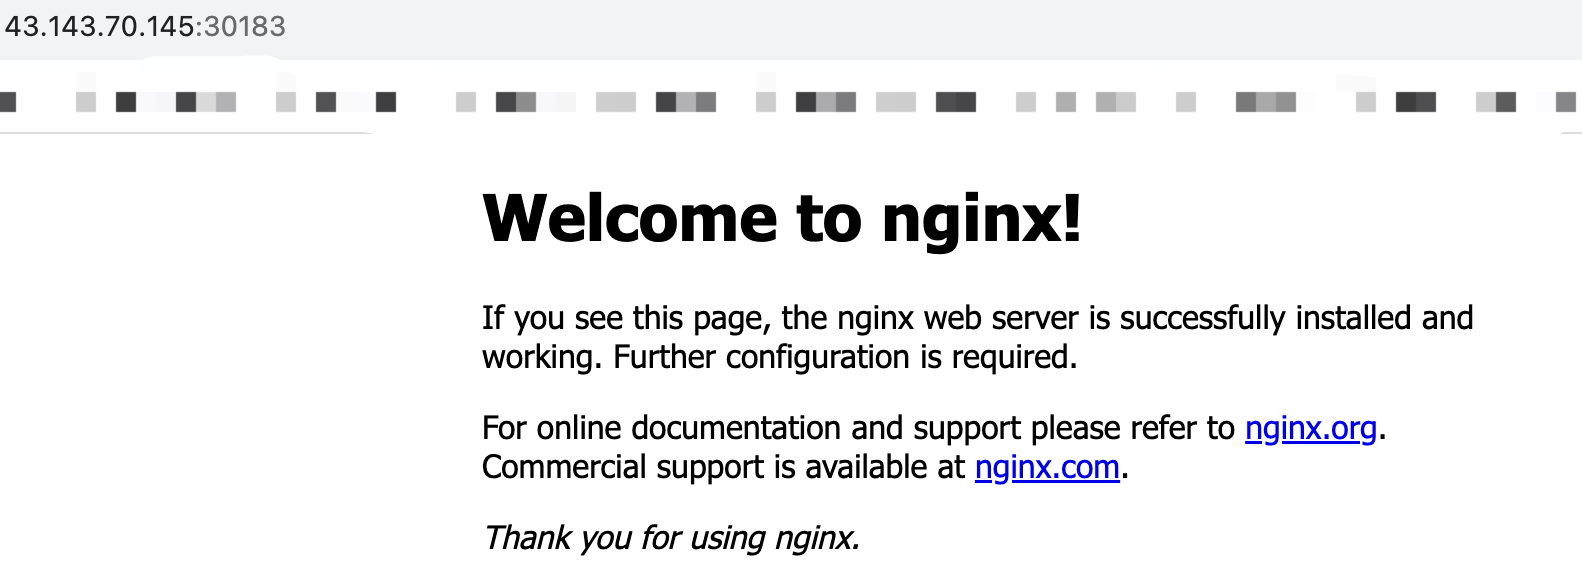 43.143.70.145:30183
Welcome to nginx!
If you see this page, the nginx web server is successfully installed and
working. Further configuration is required.
For online documentation and support please refer to nginx.org.
Commercial support is available at nginx.com.
Thank you for using nginx.